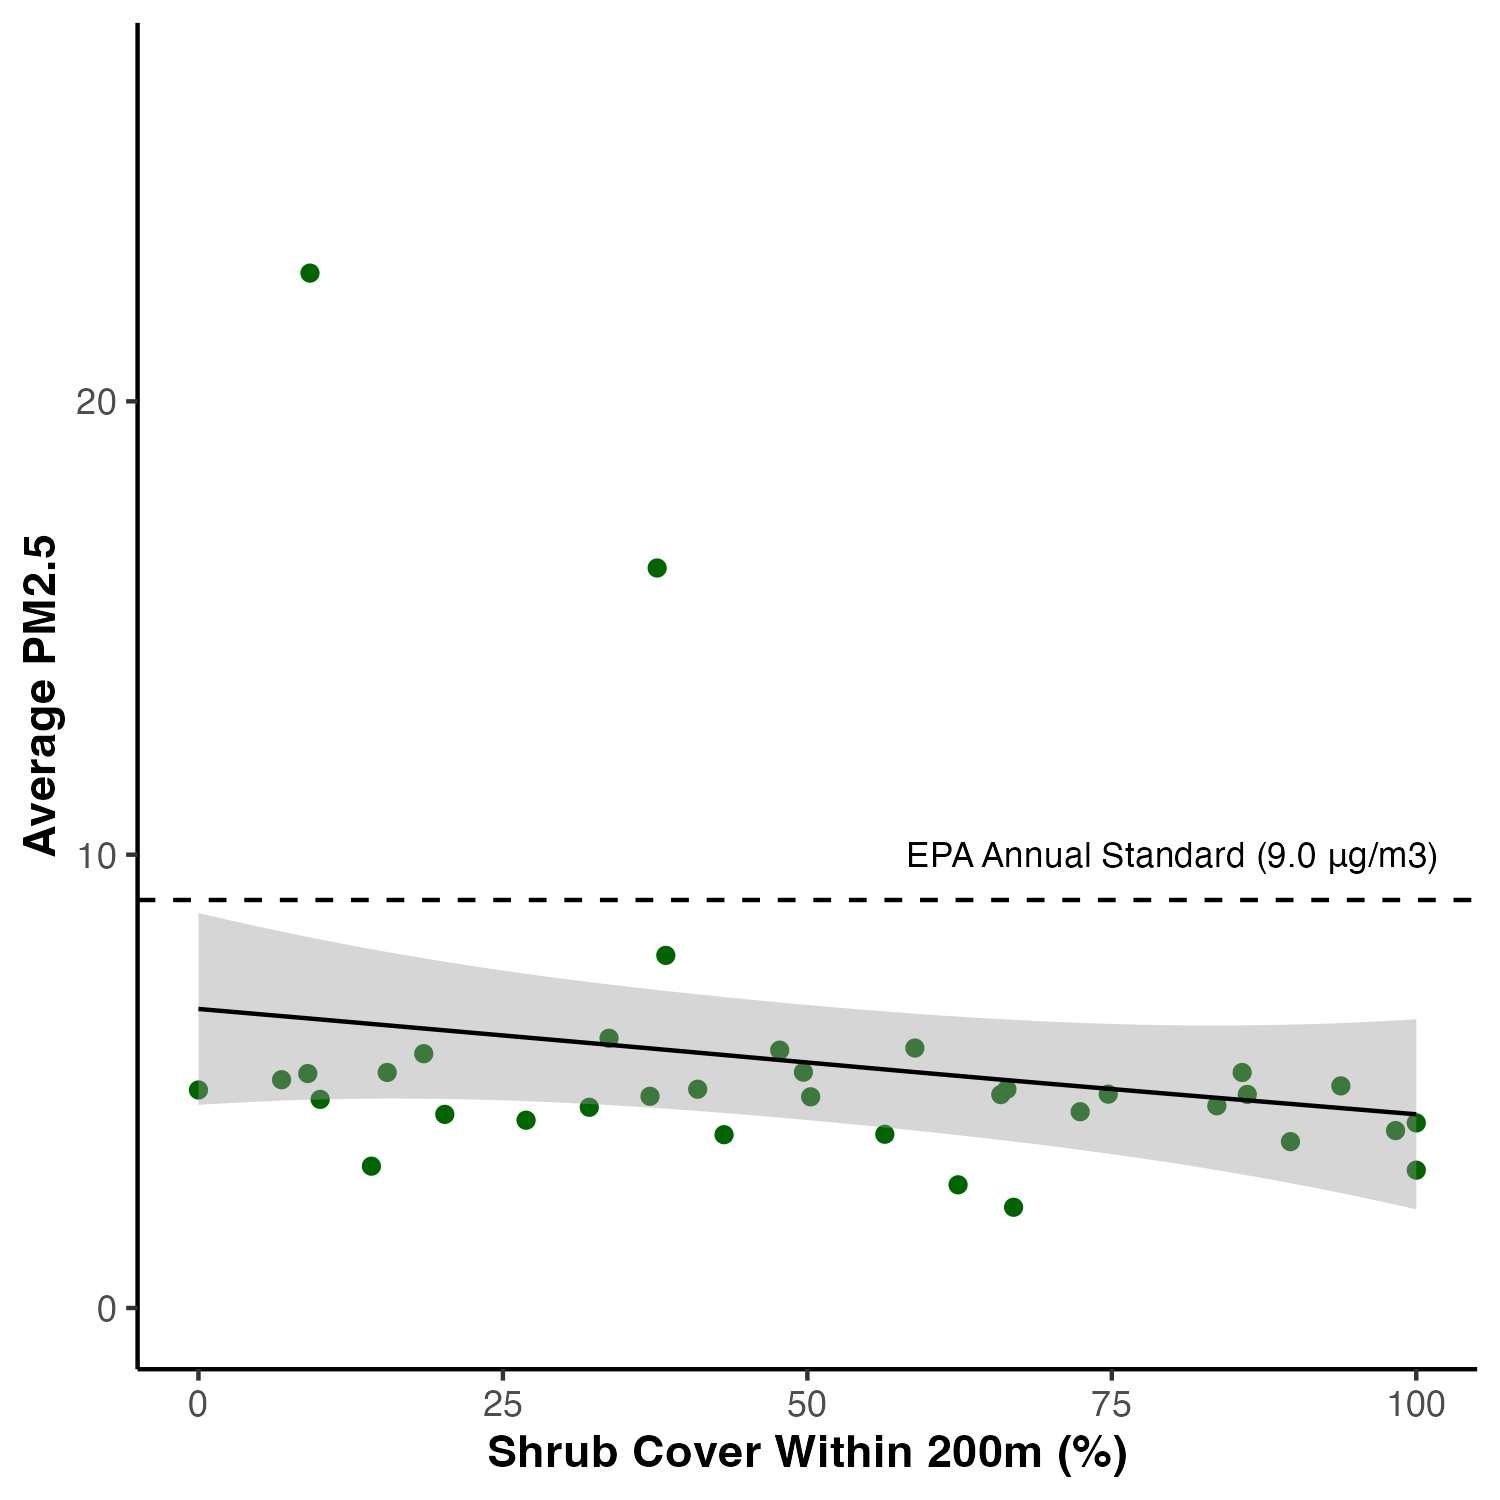 Average PM2.5
20
10
0
EPA Annual Standard (9.0 µg/m3)
0 25 50 75 100
Shrub Cover Within 200m (%)